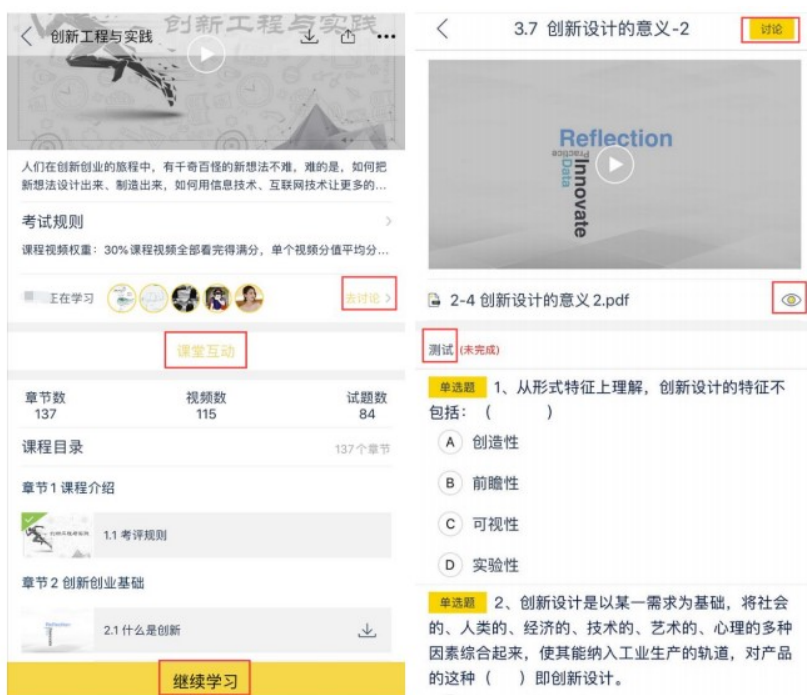 创新工程与实践
创新工程与实践
人们在创新创业的旅程中，有千奇百怪的新想法不难，难的是，如何把
新想法设计出来、制造出来，如何用信息技术、互联网技术让更多的...
考试规则
课程视频权重：30%课程视频全部看完得满分，单个视频分值平均分...
正在学习
去讨论
课堂互动
章节数 视频数 试题数
137 115 84
课程目录 137个章节
章节1 课程介绍
1.1 考评规则
章节2 创新创业基础
2.1 什么是创新
继续学习
3.7 创新设计的意义-2 讨论
Reflection
Practice
Data
Innovate
2-4 创新设计的意义2.pdf
测试 (未完成)
单选题 1、从形式特征上理解，创新设计的特征不
包括：（ ）
A 创造性
B 前瞻性
C 可视性
D 实验性
单选题 2、创新设计是以某一需求为基础，将社会
的、人类的、经济的、技术的、艺术的、心理的多种
因素综合起来，使其能纳入工业生产的轨道，对产品
的这种（ ）即创新设计。